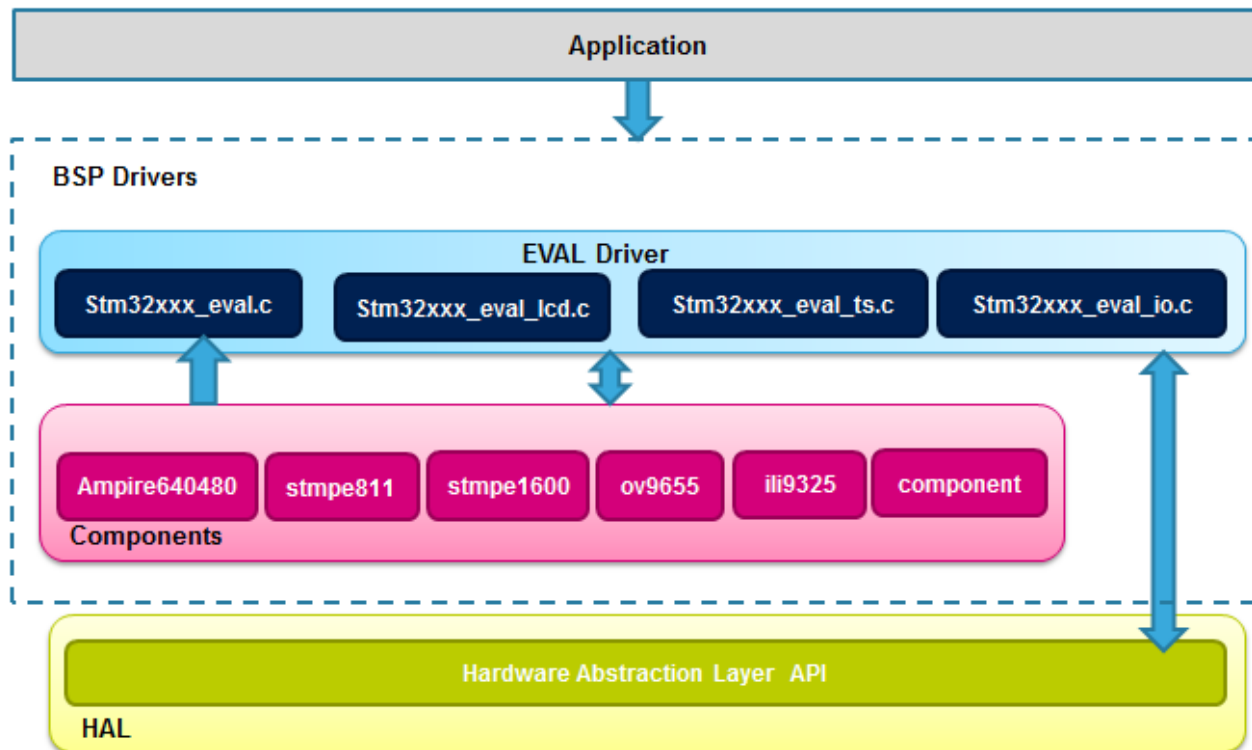 Application
BSP Drivers
EVAL Driver
Stm32xxx_eval.c
Stm32xxx_eval_lcd.c
Stm32xxx_eval_ts.c
Stm32xxx_eval_io.c
Ampire640480
stmpe811
stmpe1600
ov9655
ili9325
component
Components
Hardware Abstraction Layer API
HAL